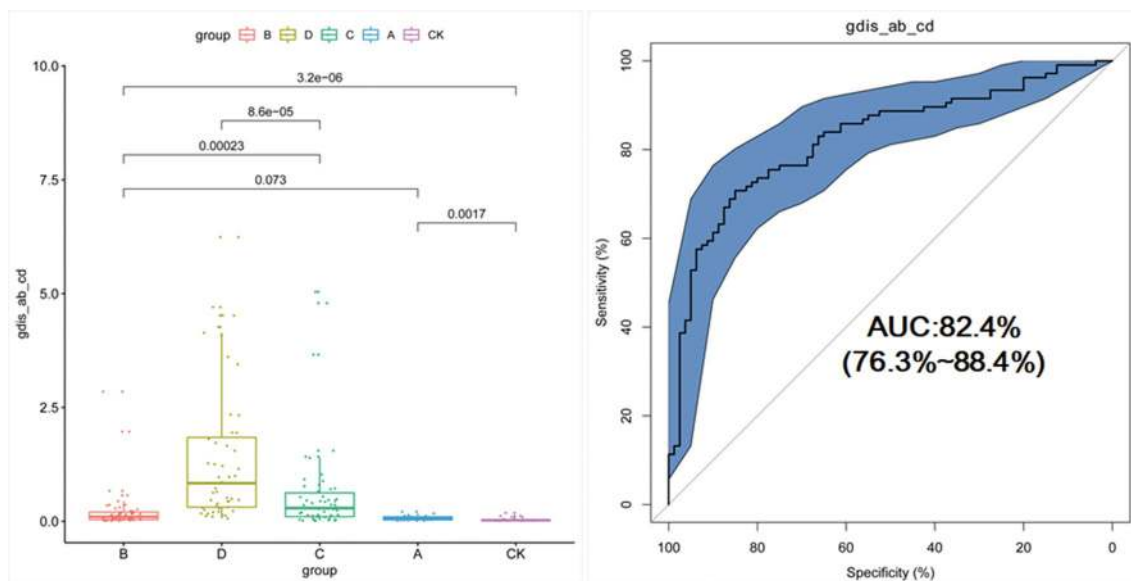 group B D C A CK
10.0
7.5
5.0
2.5
0.0
gdis_ab_cd
3.2e−06
8.6e−05
0.00023
0.073
0.0017
B D C A CK
group
gdis_ab_cd
100
80
60
40
20
0
Sensitivity (%)
AUC:82.4%
(76.3%~88.4%)
100 80 60 40 20 0
Specificity (%)